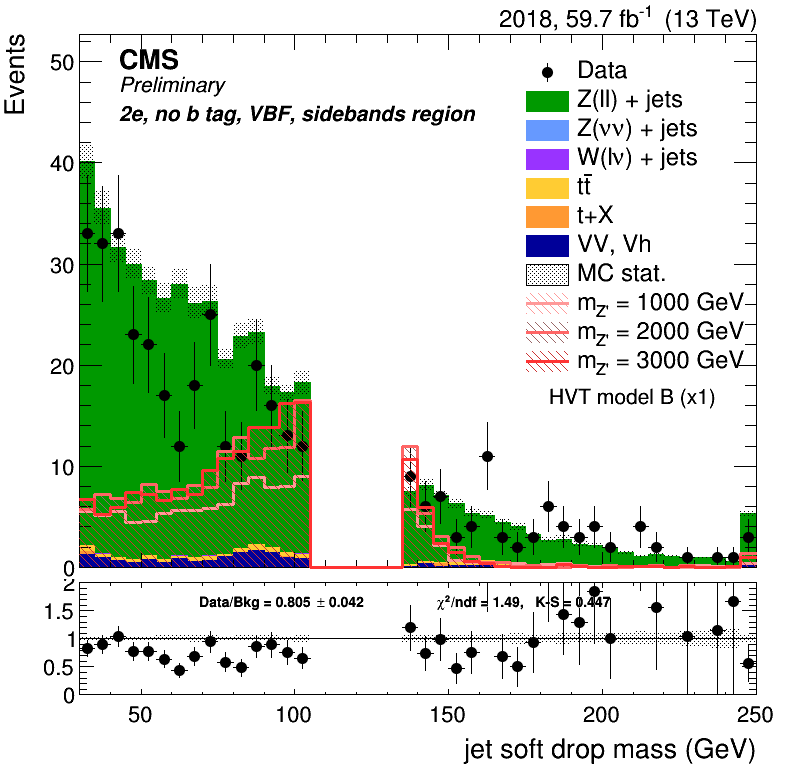 2018, 59.7 fb⁻¹ (13 TeV)
Events
CMS
Preliminary
2e, no b tag, VBF, sidebands region
Data
Z(ll) + jets
Z(νν) + jets
W(lν) + jets
tt̄
t+X
VV, Vh
MC stat.
m_Z' = 1000 GeV
m_Z' = 2000 GeV
m_Z' = 3000 GeV
HVT model B (x1)
50
40
30
20
10
0
Data/Bkg = 0.805 ± 0.042 χ²/ndf = 1.49, K-S = 0.447
2
1.5
1
0.5
0
50 100 150 200 250
jet soft drop mass (GeV)